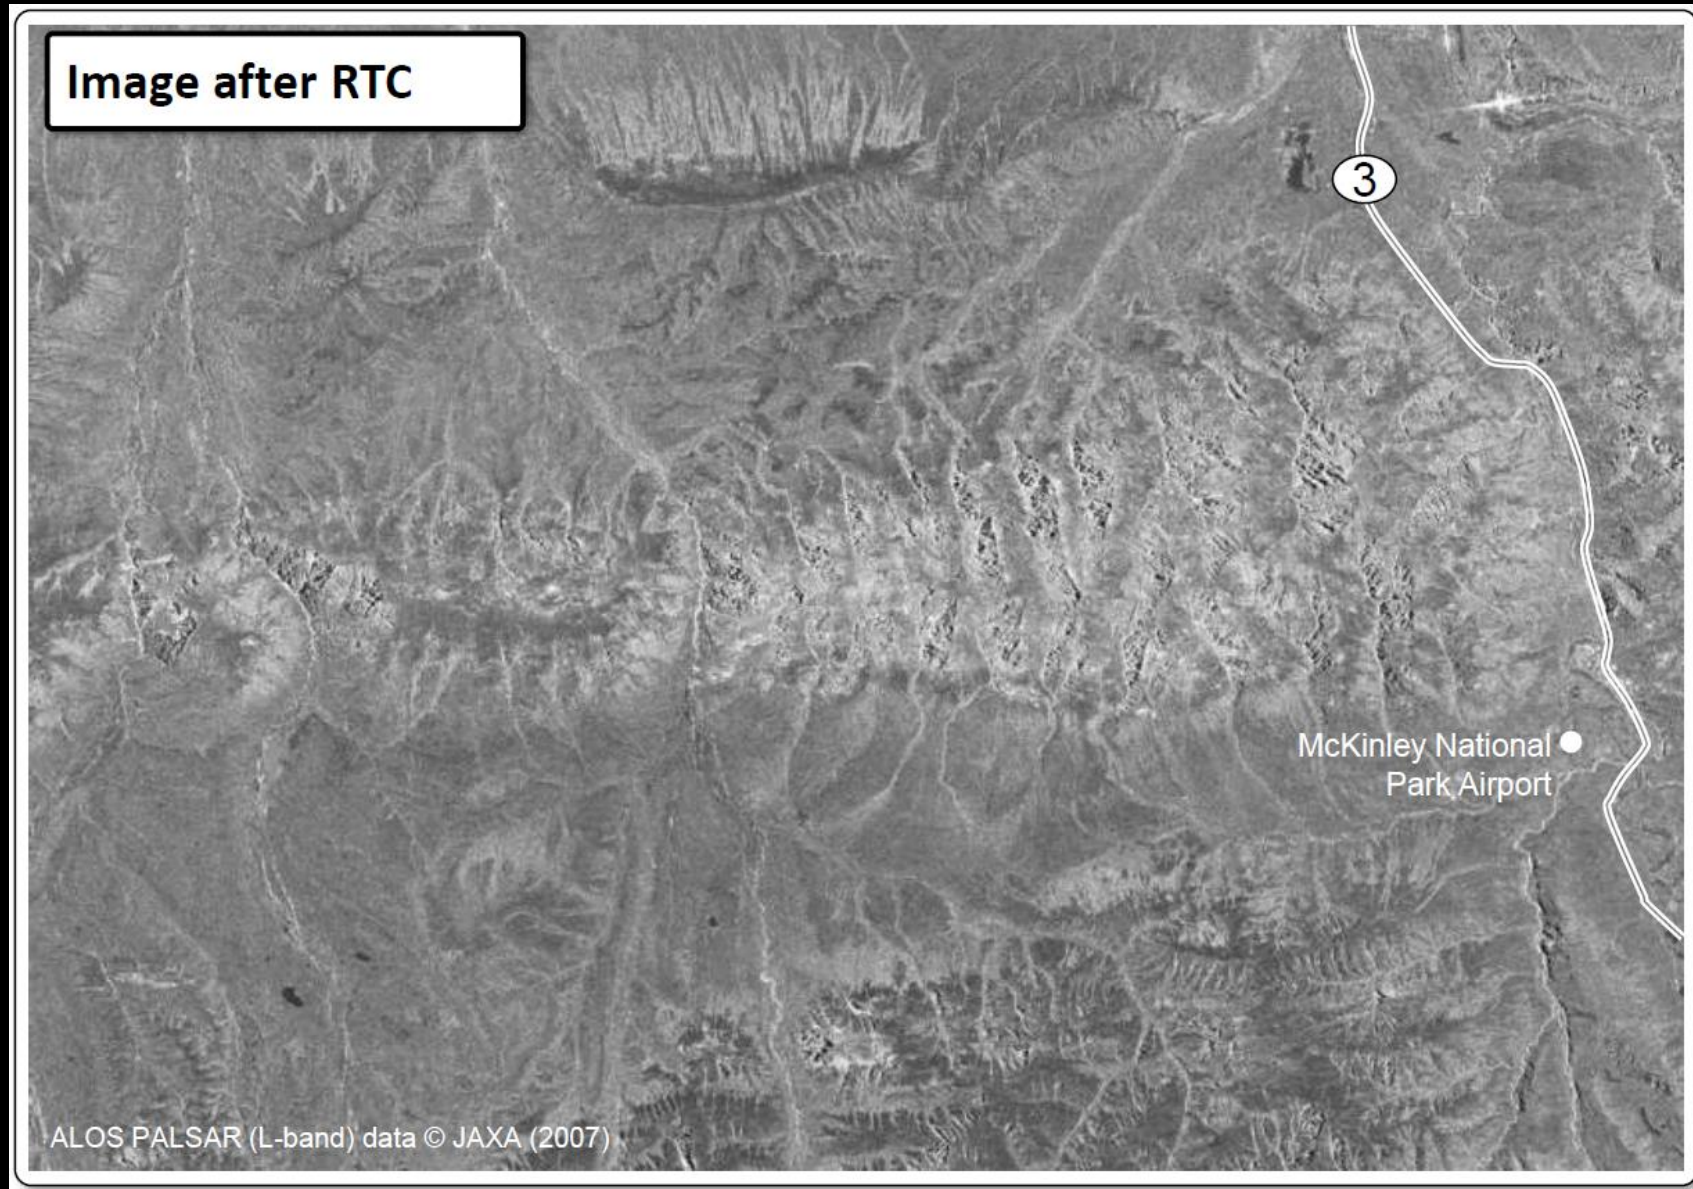 Image after RTC
3
McKinley National
Park Airport
ALOS PALSAR (L-band) data © JAXA (2007)